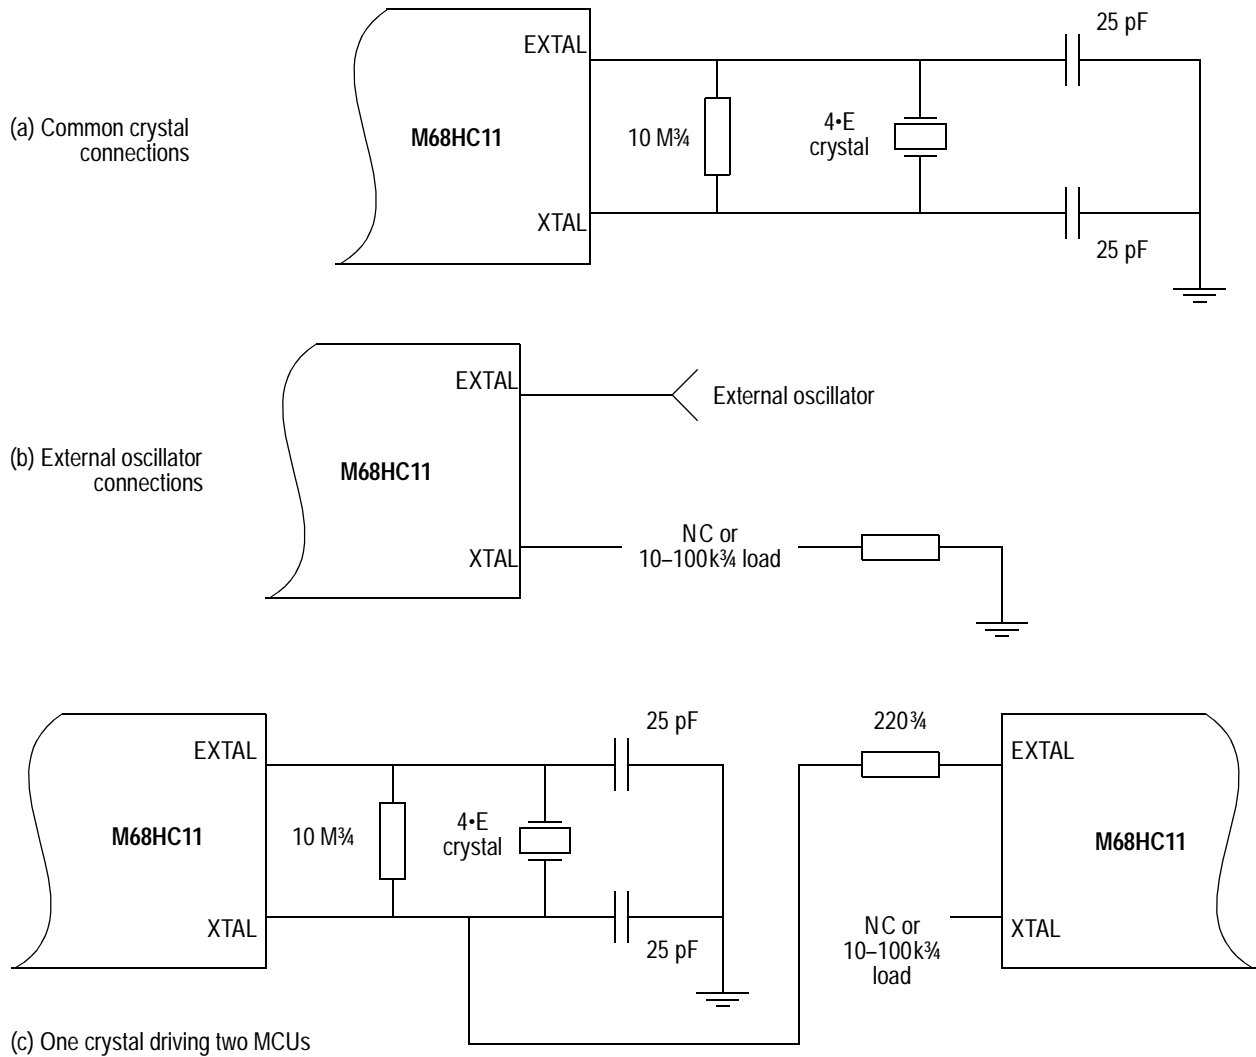 25 pF
EXTAL
(a) Common crystal
connections
M68HC11
10 M¾
4•E
crystal
XTAL
25 pF
EXTAL
External oscillator
(b) External oscillator
connections
M68HC11
NC or
10–100k¾ load
XTAL
25 pF
220¾
EXTAL
EXTAL
M68HC11
10 M¾
4•E
crystal
M68HC11
XTAL
25 pF
NC or
10–100k¾
load
XTAL
(c) One crystal driving two MCUs